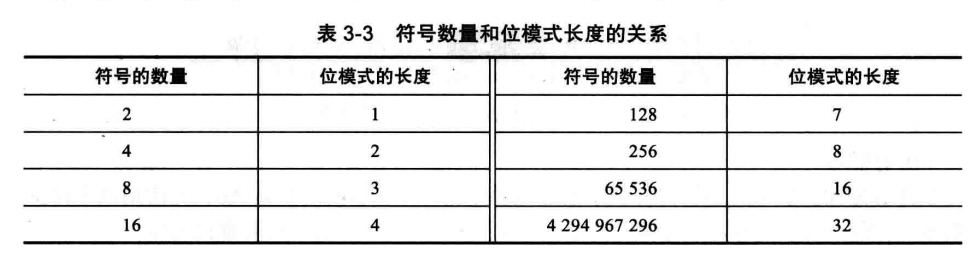 表 3-3 符号数量和位模式长度的关系
符号的数量 位模式的长度 符号的数量 位模式的长度
2 1 128 7
4 2 256 8
8 3 65 536 16
16 4 4 294 967 296 32